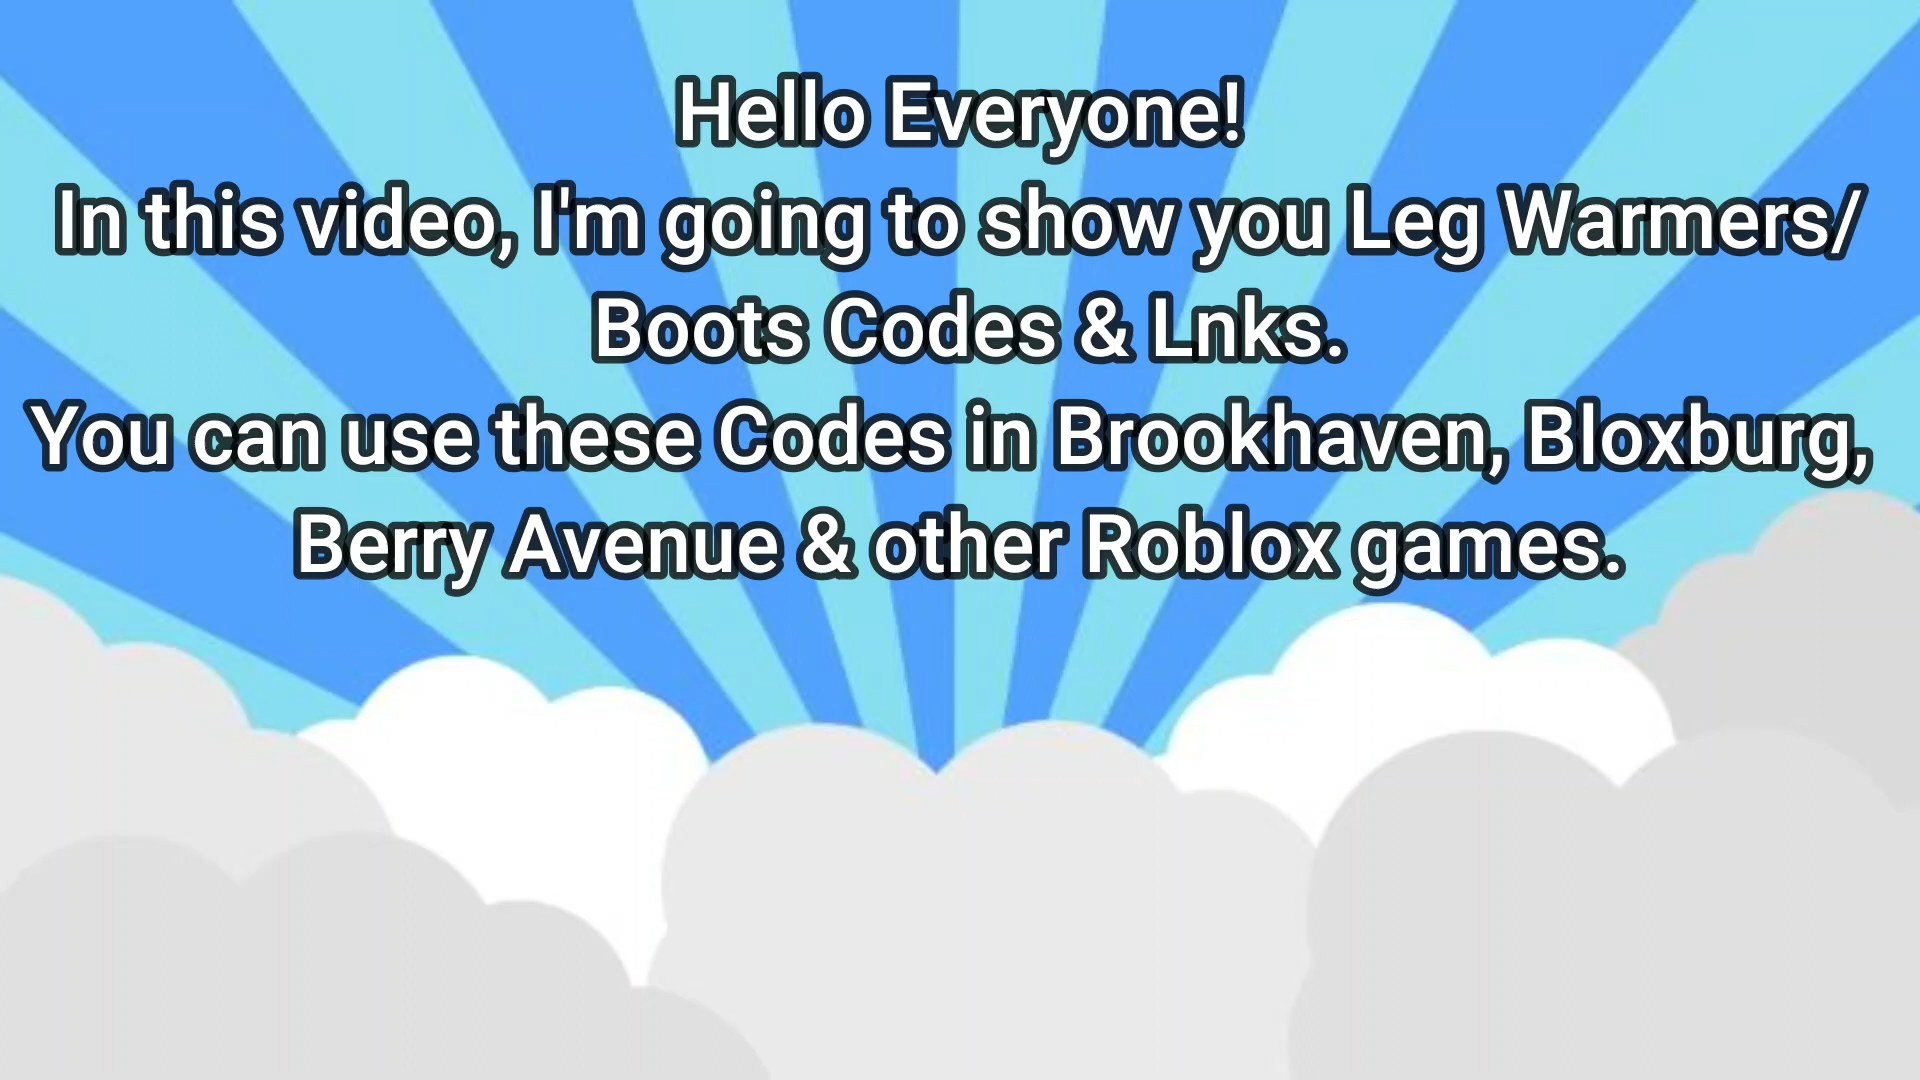 Hello Everyone!
In this video, I'm going to show you Leg Warmers/
Boots Codes & Lnks.
You can use these Codes in Brookhaven, Bloxburg,
Berry Avenue & other Roblox games.